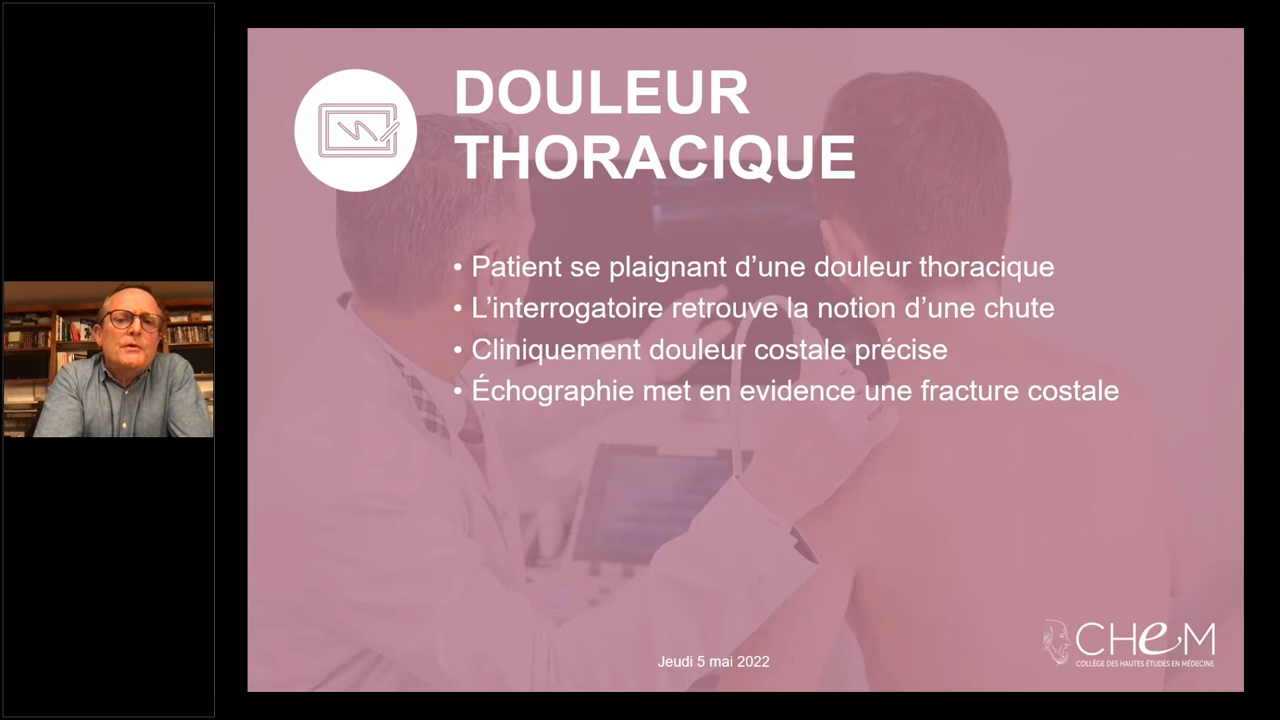 DOULEUR
THORACIQUE
• Patient se plaignant d’une douleur thoracique
• L’interrogatoire retrouve la notion d’une chute
• Cliniquement douleur costale précise
• Échographie met en evidence une fracture costale
Jeudi 5 mai 2022
CHeM
COLLÈGE DES HAUTES ÉTUDES EN MÉDECINE